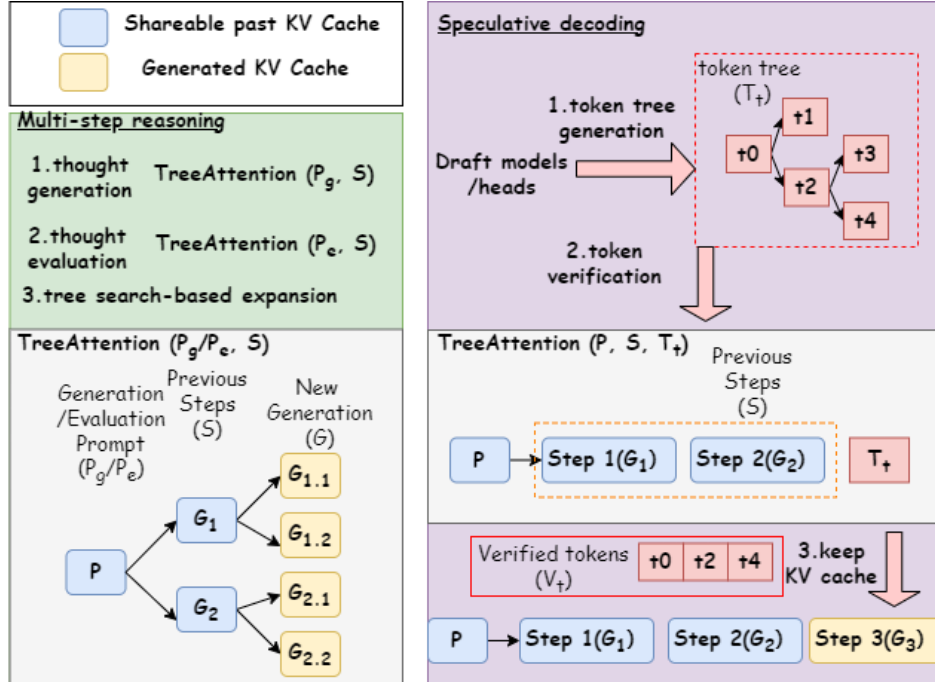 Shareable past KV Cache
Generated KV Cache
Multi-step reasoning
1.thought
generation
TreeAttention (Pg, S)
2.thought
evaluation
TreeAttention (Pe, S)
3.tree search-based expansion
TreeAttention (Pg/Pe, S)
Generation
/Evaluation
Prompt
(Pg/Pe)
Previous
Steps
(S)
New
Generation
(G)
P
G1
G2
G1.1
G1.2
G2.1
G2.2
Speculative decoding
token tree
(Tt)
1.token tree
generation
Draft models
/heads
t0
t1
t2
t3
t4
2.token
verification
TreeAttention (P, S, Tt)
Previous
Steps
(S)
P
Step 1(G1)
Step 2(G2)
Tt
Verified tokens
(Vt)
t0 t2 t4
3.keep
KV cache
P
Step 1(G1)
Step 2(G2)
Step 3(G3)